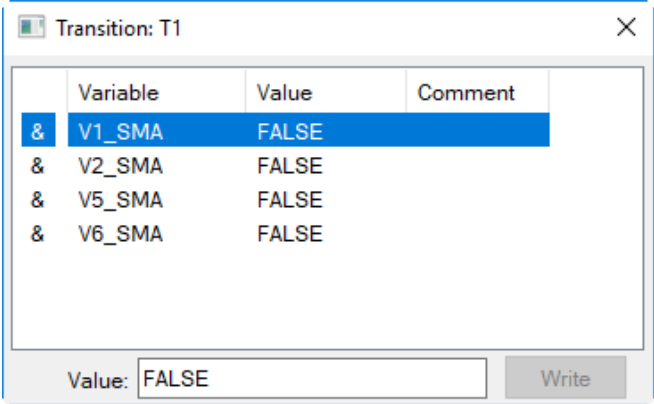 Transition: T1
Variable Value Comment
& V1_SMA FALSE
& V2_SMA FALSE
& V5_SMA FALSE
& V6_SMA FALSE
Value: FALSE Write